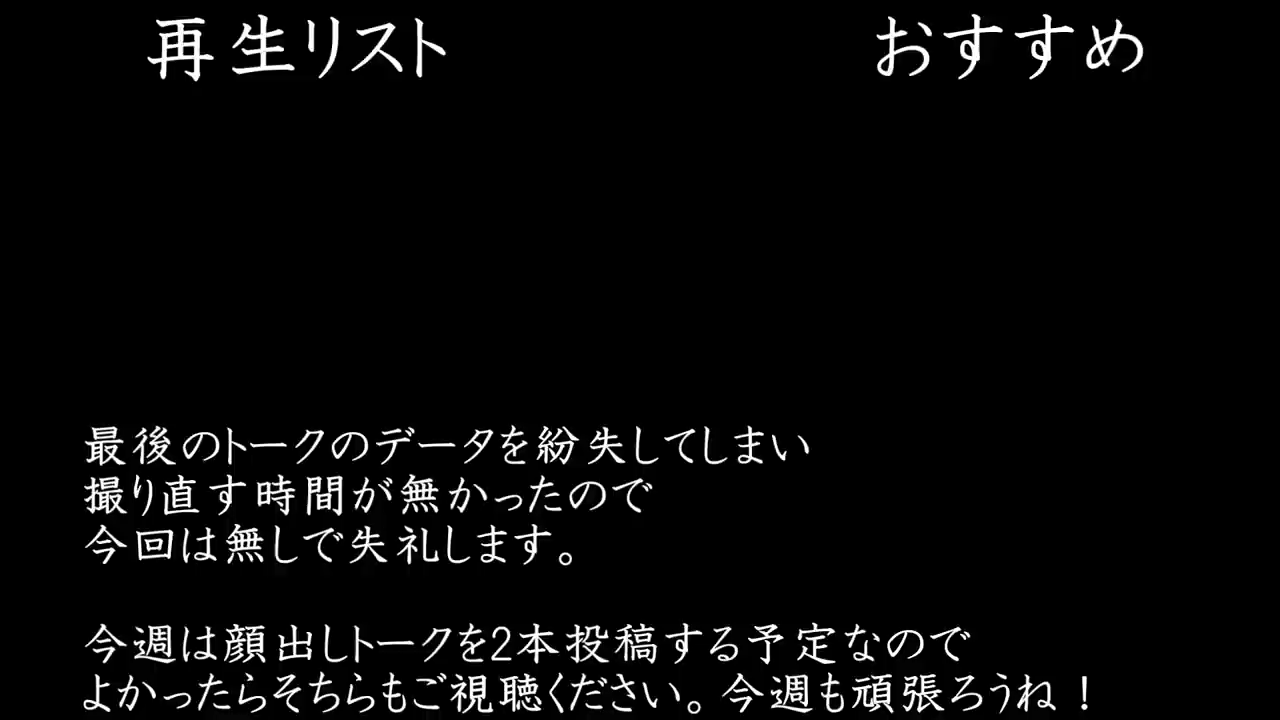 再生リスト
おすすめ
最後のトークのデータを紛失してしまい
撮り直す時間が無かったので
今回は無しで失礼します。
今週は顔出しトークを2本投稿する予定なので
よかったらそちらもご視聴ください。今週も頑張ろうね！